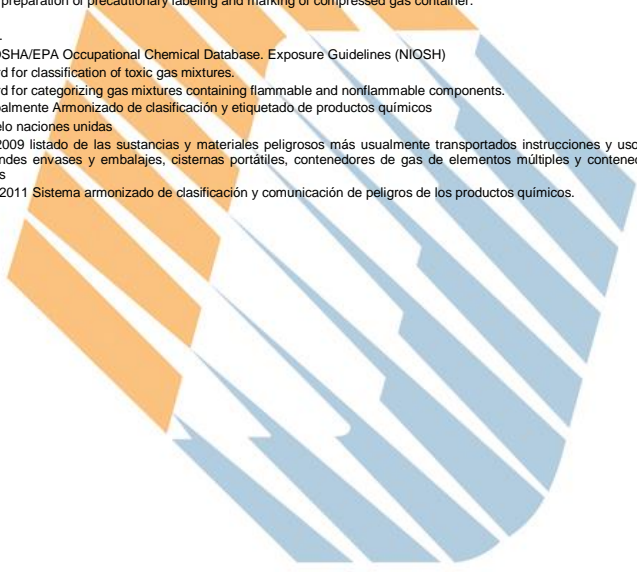 preparation of precautionary labeling and marking of compressed gas container.
OSHA/EPA Occupational Chemical Database. Exposure Guidelines (NIOSH)
rd for classification of toxic gas mixtures.
rd for categorizing gas mixtures containing flammable and nonflammable components.
balmente Armonizado de clasificación y etiquetado de productos químicos
elo naciones unidas
2009 listado de las sustancias y materiales peligrosos más usualmente transportados instrucciones y uso
ndes envases y embalajes, cisternas portátiles, contenedores de gas de elementos múltiples y contened
s
2011 Sistema armonizado de clasificación y comunicación de peligros de los productos químicos.